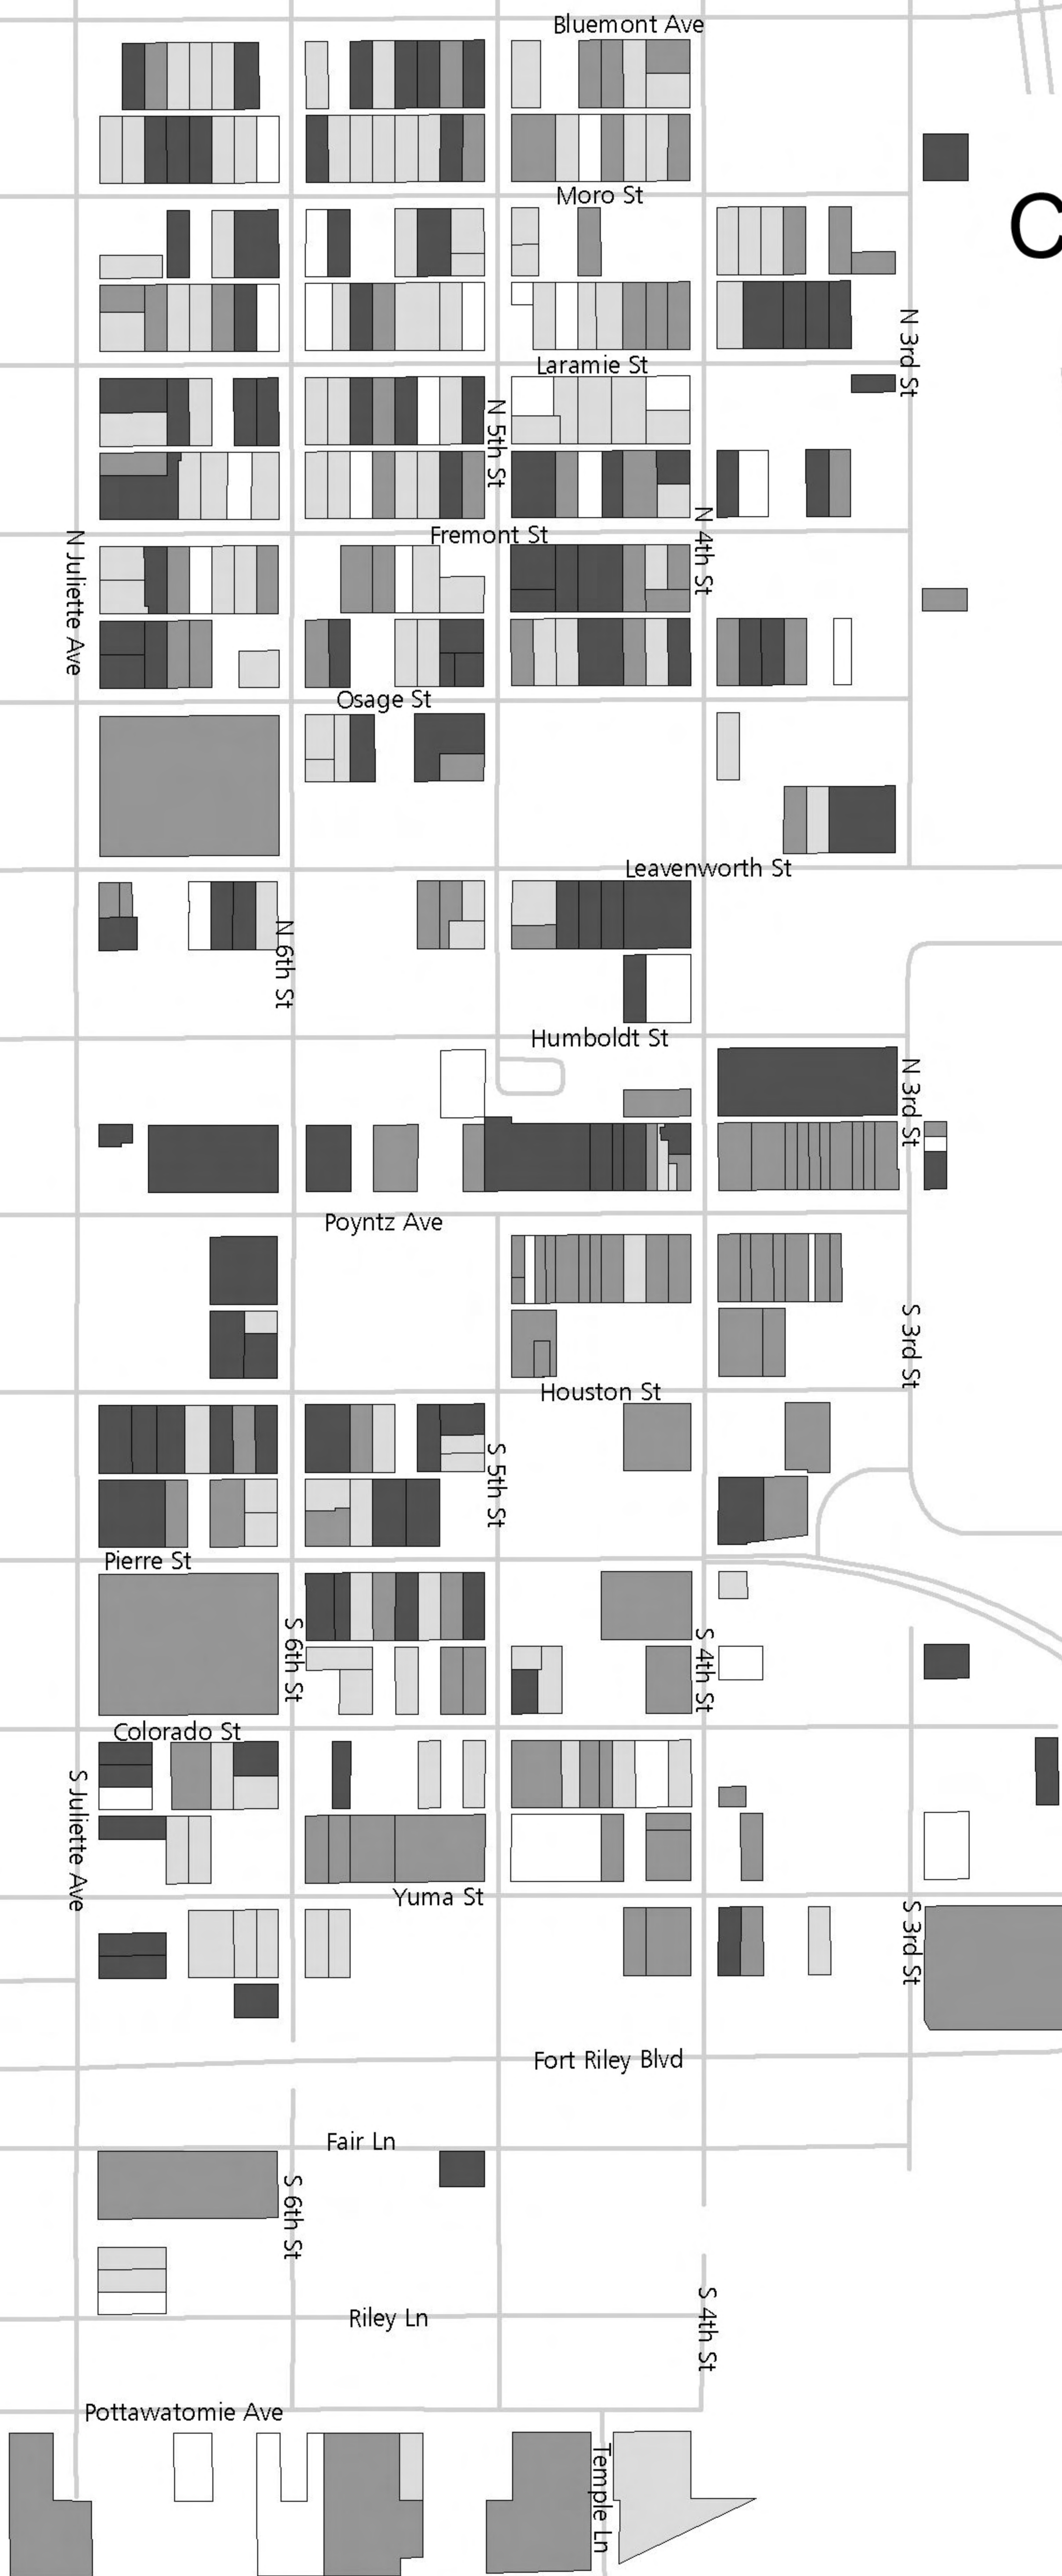 Bluemont Ave
Moro St
C
N 3rd St
Laramie St
N 5th St
N 4th St
Fremont St
N Juliette Ave
Osage St
Leavenworth St
N 6th St
Humboldt St
N 3rd St
Poyntz Ave
S 3rd St
Houston St
S 5th St
Pierre St
S 6th St
S 4th St
Colorado St
S Juliette Ave
Yuma St
S 3rd St
Fort Riley Blvd
Fair Ln
S 6th St
S 4th St
Riley Ln
Pottawatomie Ave
Temple Ln